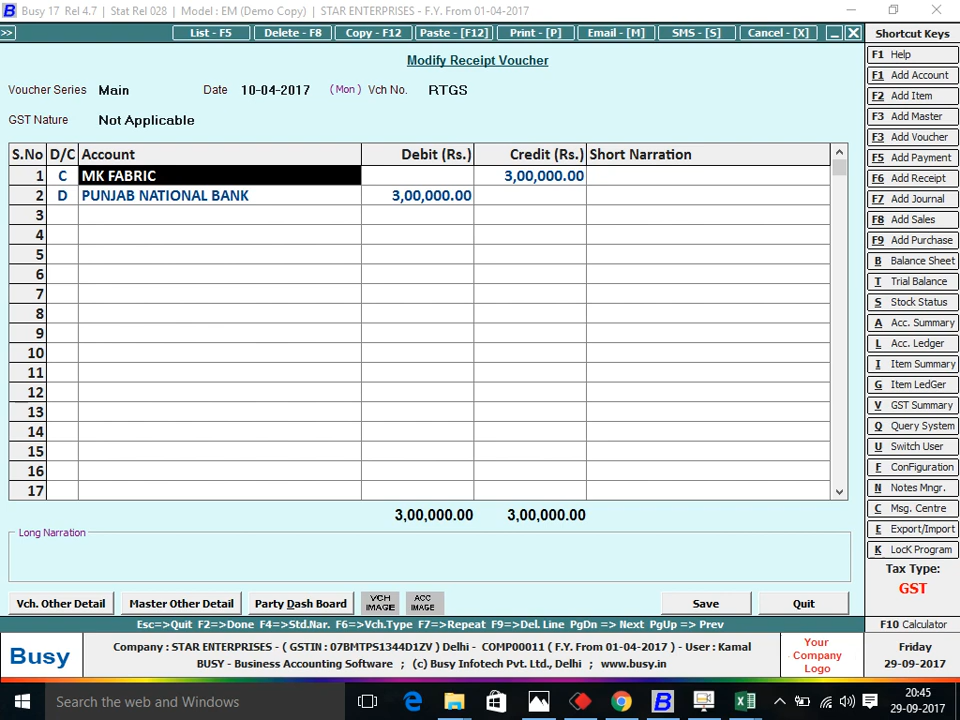 Busy 17 Rel 4.7 | Stat Rel 028 | Model : EM (Demo Copy) | STAR ENTERPRISES - F.Y. From 01-04-2017
>> List - F5 Delete - F8 Copy - F12 Paste - [F12] Print - [P] Email - [M] SMS - [S] Cancel - [X]
Modify Receipt Voucher
Voucher Series Main Date 10-04-2017 (Mon) Vch No. RTGS
GST Nature Not Applicable
S.No D/C Account Debit (Rs.) Credit (Rs.) Short Narration
1 C MK FABRIC 3,00,000.00
2 D PUNJAB NATIONAL BANK 3,00,000.00
3
4
5
6
7
8
9
10
11
12
13
14
15
16
17
3,00,000.00 3,00,000.00
Long Narration
Vch. Other Detail Master Other Detail Party Dash Board VCH IMAGE ACC IMAGE Save Quit
Esc=>Quit F2=>Done F4=>Std.Nar. F6=>Vch.Type F7=>Repeat F9=>Del. Line PgDn => Next PgUp => Prev
Shortcut Keys
F1 Help
F1 Add Account
F2 Add Item
F3 Add Master
F3 Add Voucher
F5 Add Payment
F6 Add Receipt
F7 Add Journal
F8 Add Sales
F9 Add Purchase
B Balance Sheet
T Trial Balance
S Stock Status
A Acc. Summary
L Acc. Ledger
I Item Summary
G Item LedGer
V GST Summary
Q Query System
U Switch User
F ConFiguration
N Notes Mngr.
C Msg. Centre
E Export/Import
K LocK Program
Tax Type:
GST
F10 Calculator
Busy
Company : STAR ENTERPRISES - ( GSTIN : 07BMTPS1344D1ZV ) Delhi - COMP00011 ( F.Y. From 01-04-2017 ) - User : Kamal
BUSY - Business Accounting Software ; (c) Busy Infotech Pvt. Ltd., Delhi ; www.busy.in
Your
Company
Logo
Friday
29-09-2017
Search the web and Windows
20:45
29-09-2017